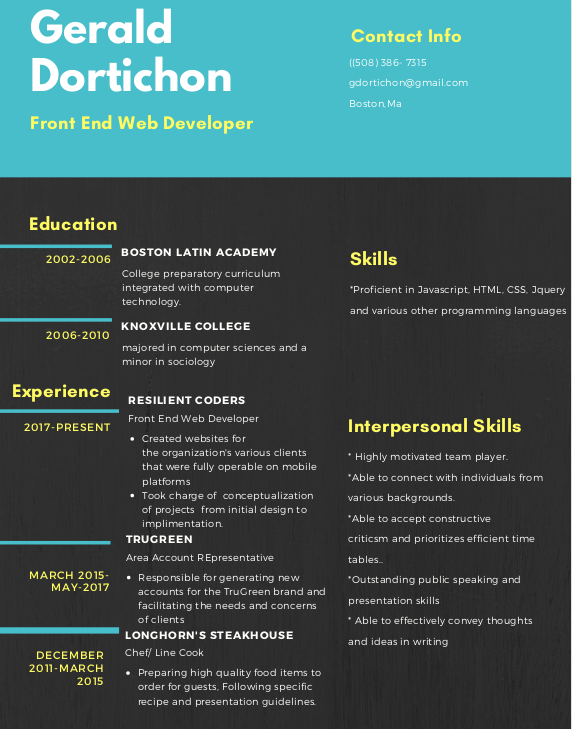 Gerald
Dortichon
Front End Web Developer
Contact Info
((508) 386- 7315
gdortichon@gmail.com
Boston,Ma
Education
2002-2006
BOSTON LATIN ACADEMY
College preparatory curriculum
integrated with computer
technology.
2006-2010
KNOXVILLE COLLEGE
majored in computer sciences and a
minor in sociology
Experience
2017-PRESENT
RESILIENT CODERS
Front End Web Developer
• Created websites for
the organization's various clients
that were fully operable on mobile
platforms
• Took charge of conceptualization
of projects from initial design to
implimentation.
MARCH 2015-
MAY-2017
TRUGREEN
Area Account REpresentative
• Responsible for generating new
accounts for the TruGreen brand and
facilitating the needs and concerns
of clients
DECEMBER
2011-MARCH
2015
LONGHORN'S STEAKHOUSE
Chef/ Line Cook
• Preparing high quality food items to
order for guests, Following specific
recipe and presentation guidelines.
Skills
*Proficient in Javascript, HTML, CSS, Jquery
and various other programming languages
Interpersonal Skills
* Highly motivated team player.
*Able to connect with individuals from
various backgrounds.
*Able to accept constructive
criticsm and prioritizes efficient time
tables..
*Outstanding public speaking and
presentation skills
* Able to effectively convey thoughts
and ideas in writing